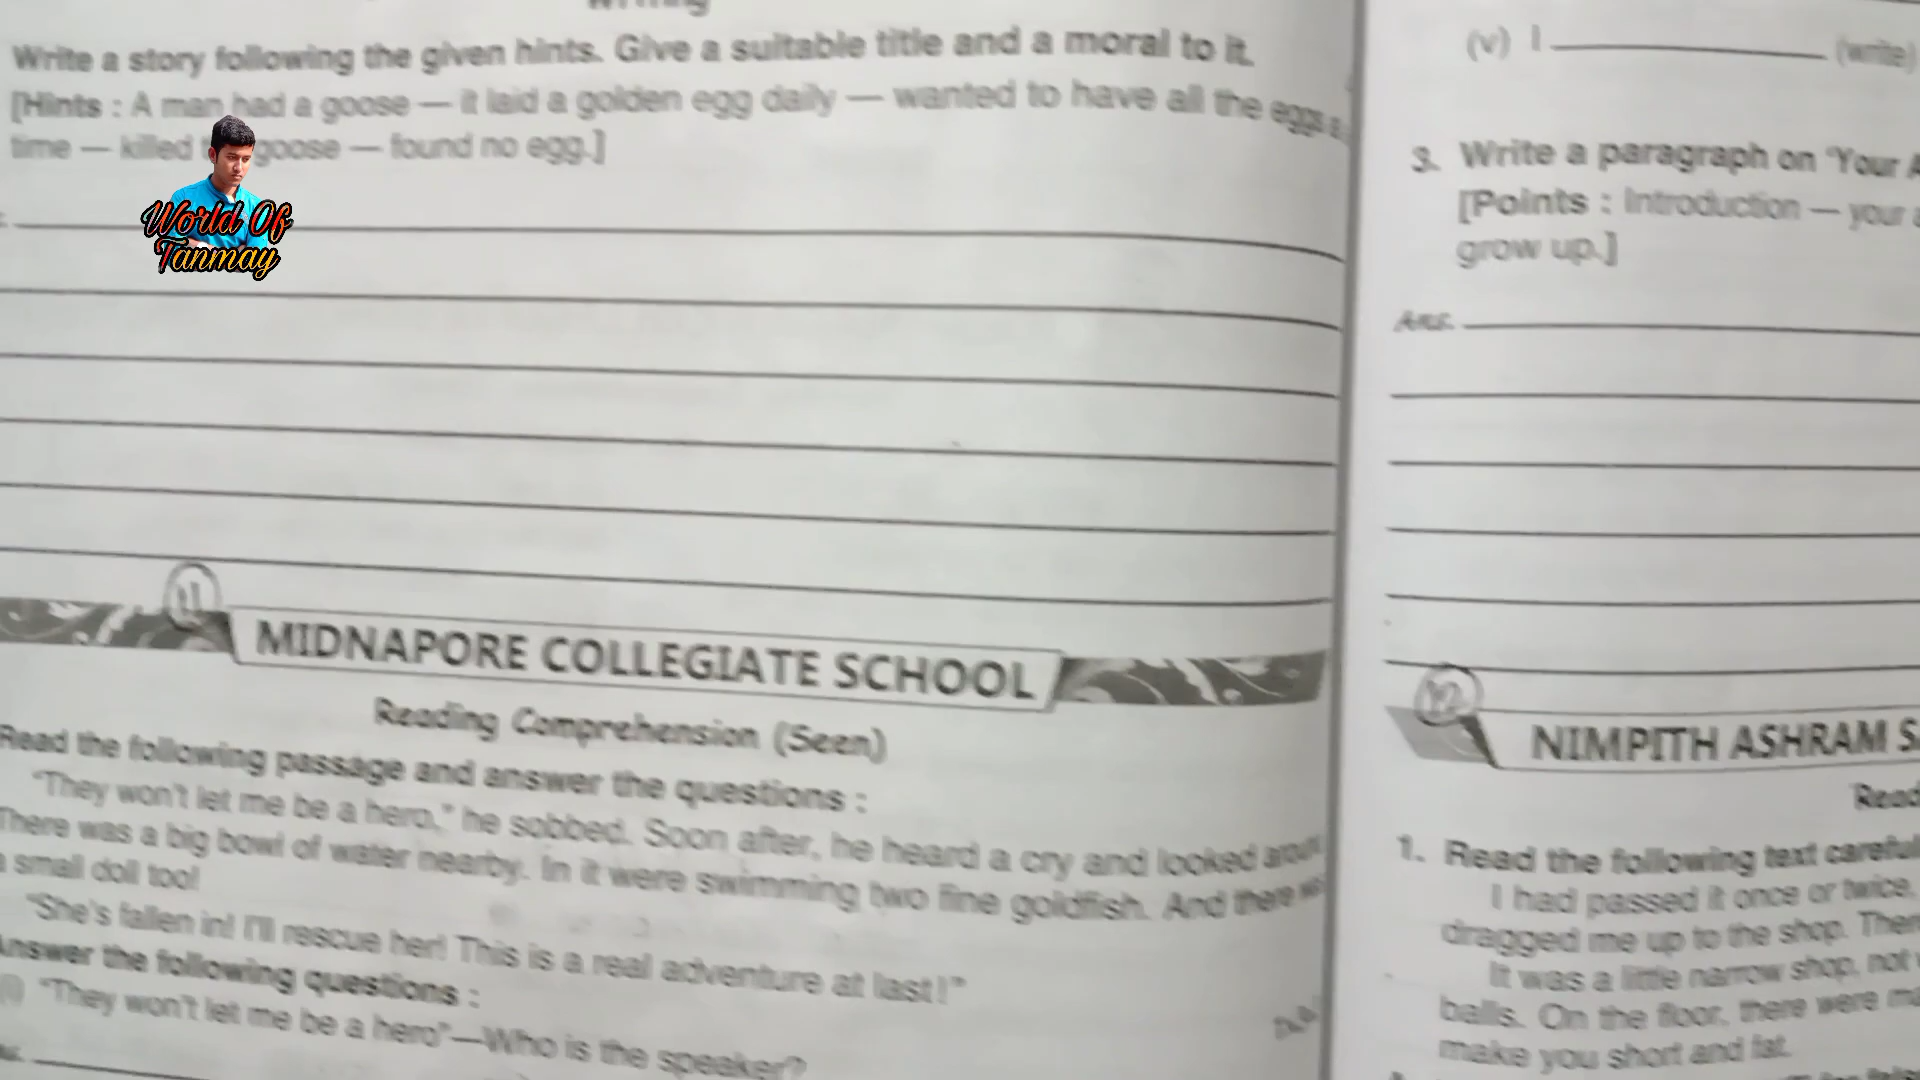 Writing
Write a story following the given hints. Give a suitable title and a moral to it.
[Hints : A man had a goose — it laid a golden egg daily — wanted to have all the eggs a
time — killed goose — found no egg.]
World Of
Tanmay
11
MIDNAPORE COLLEGIATE SCHOOL
Reading Comprehension (Seen)
Read the following passage and answer the questions :
"They won't let me be a hero," he sobbed. Soon after, he heard a cry and looked
There was a big bowl of water nearby. In it were swimming two fine goldfish. And there
a small doll too!
"She's fallen in! I'll rescue her! This is a real adventure at last!"
Answer the following questions :
(i) "They won't let me be a hero"—Who is the speaker?
(v) I (write)
3. Write a paragraph on 'Your A
[Points : Introduction — your a
grow up.]
Ans.
12
NIMPITH ASHRAM S
Read
1. Read the following text careful
I had passed it once or twice,
dragged me up to the shop. Then
It was a little narrow shop, not
balls. On the floor, there were
make you short and fat.